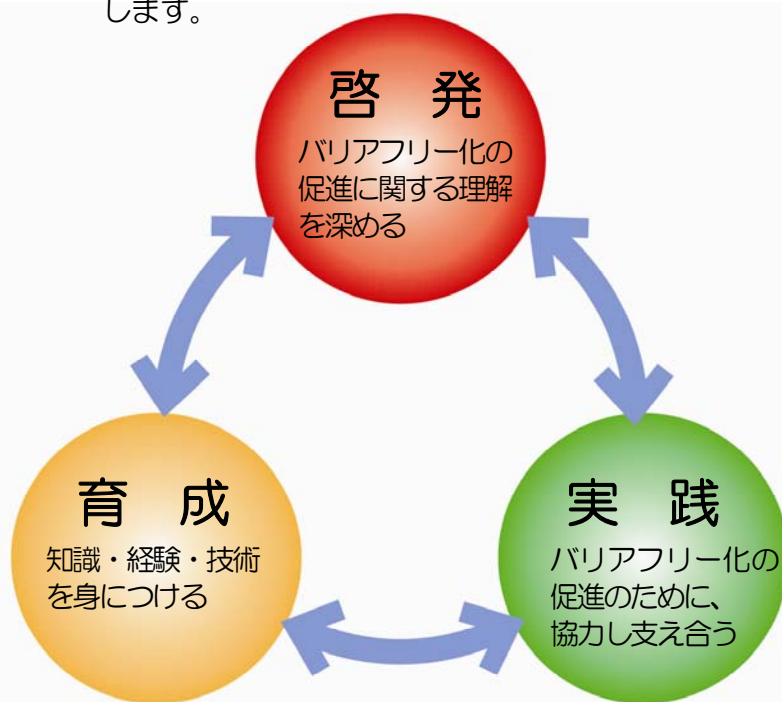 します。
啓 発
バリアフリー化の
促進に関する理解
を深める
育 成
知識・経験・技術
を身につける
実 践
バリアフリー化の
促進のために、
協力し支え合う